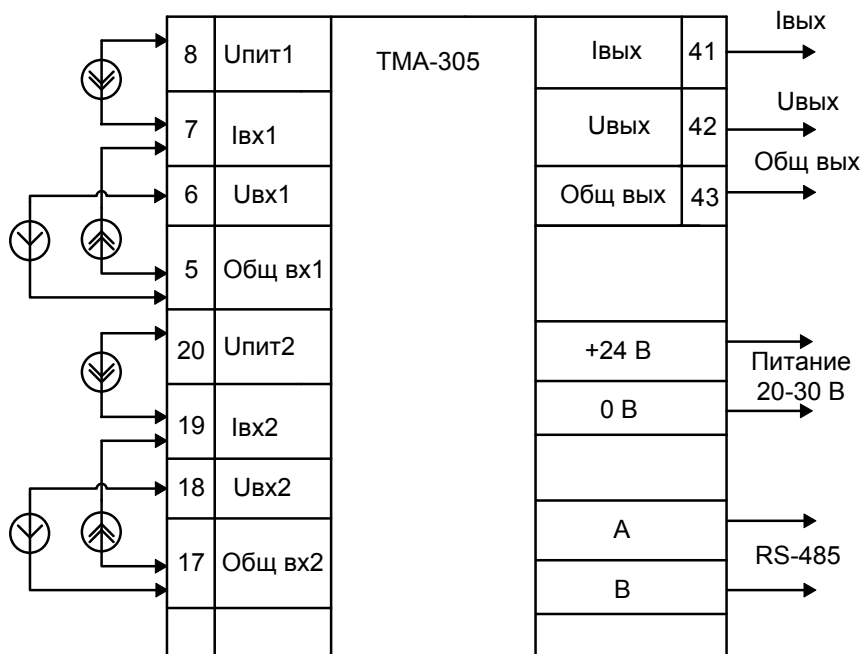 Iвых
8 Uпит1 ТМА-305 Iвых 41
Uвых
7 Iвх1 Uвых 42
Общ вых
6 Uвх1 Общ вых 43
5 Общ вх1
20 Uпит2 +24 В Питание
20-30 В
19 Iвх2 0 В
18 Uвх2
А
17 Общ вх2 RS-485
В